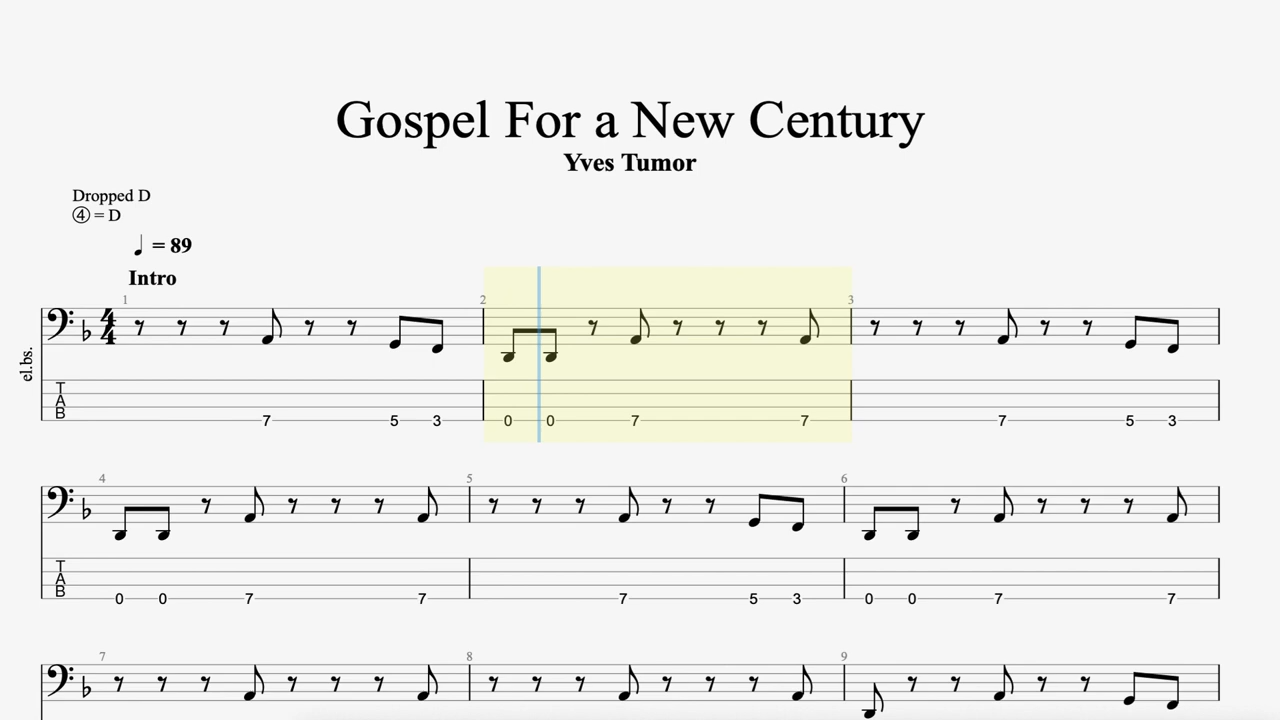 Gospel For a New Century
Yves Tumor
Dropped D
④ = D
♩ = 89
Intro
1 2 3
el.bs.
4
4
T
A
B
7 5 3 0 0 7 7 7 5 3
4 5 6
T
A
B
0 0 7 7 7 5 3 0 0 7 7
7 8 9